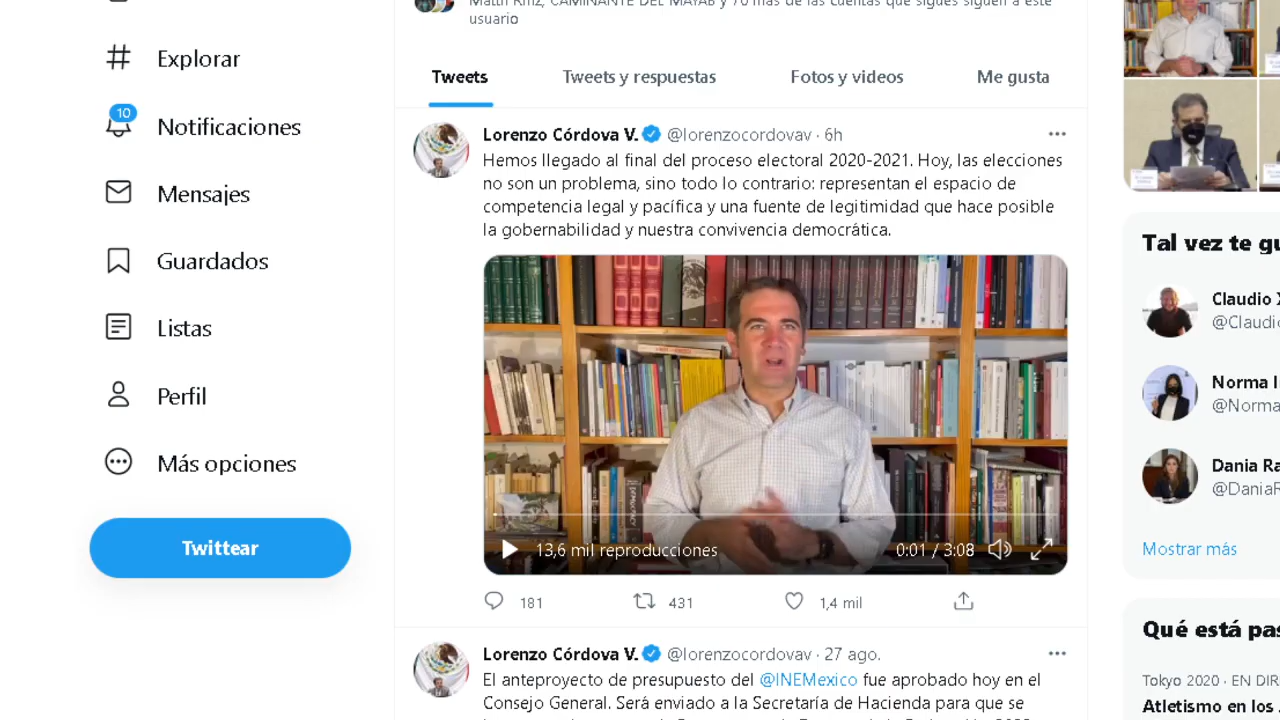 usuario
Explorar
10
Notificaciones
Mensajes
Guardados
Listas
Perfil
Más opciones
Twittear
Tweets
Tweets y respuestas
Fotos y videos
Me gusta
Lorenzo Córdova V. @lorenzocordovav · 6h
Hemos llegado al final del proceso electoral 2020-2021. Hoy, las elecciones
no son un problema, sino todo lo contrario: representan el espacio de
competencia legal y pacífica y una fuente de legitimidad que hace posible
la gobernabilidad y nuestra convivencia democrática.
13,6 mil reproducciones
0:01 / 3:08
181
431
1,4 mil
Lorenzo Córdova V. @lorenzocordovav · 27 ago.
El anteproyecto de presupuesto del @INEMexico fue aprobado hoy en el
Consejo General. Será enviado a la Secretaría de Hacienda para que se
Tal vez te gu
Claudio X
@Claudio
Norma I
@Norma
Dania Ra
@DaniaR
Mostrar más
Qué está pas
Tokyo 2020 · EN DIR
Atletismo en los